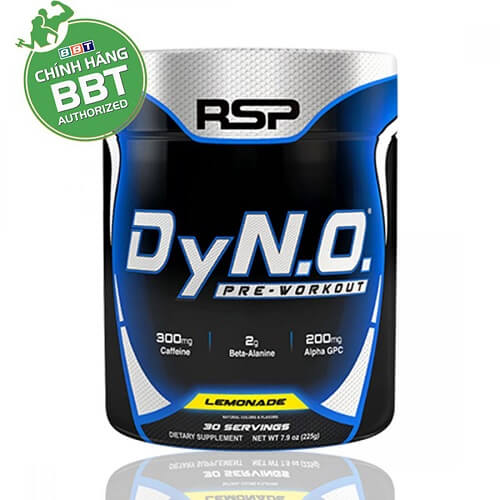 BBT
CHÍNH HÃNG
BBT
AUTHORIZED
RSP
DyN.O.®
PRE-WORKOUT
300mg
Caffeine
2g
Beta-Alanine
200mg
Alpha GPC
LEMONADE
NATURAL COLORS & FLAVORS
30 SERVINGS
DIETARY SUPPLEMENT NET WT 7.9 oz (225g)